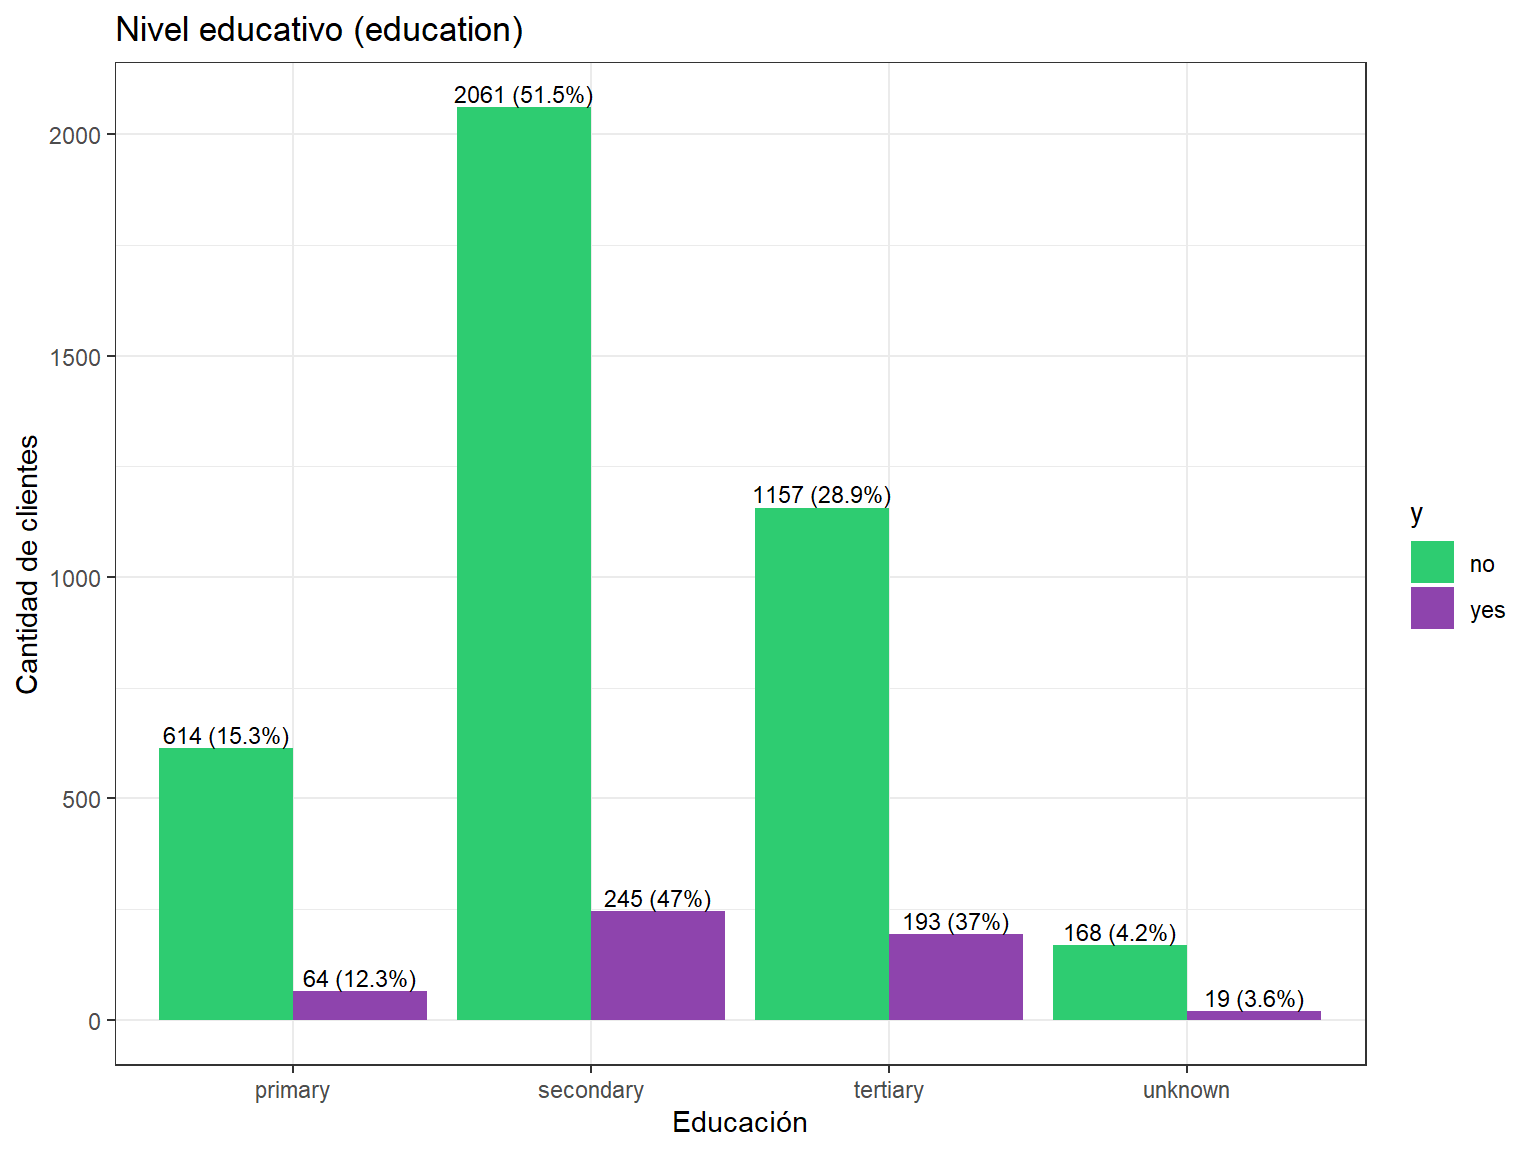 Nivel educativo (education)
Cantidad de clientes
2000
1500
1000
500
0
614 (15.3%)
64 (12.3%)
2061 (51.5%)
245 (47%)
1157 (28.9%)
193 (37%)
168 (4.2%)
19 (3.6%)
primary
secondary
tertiary
unknown
Educación
y
no
yes